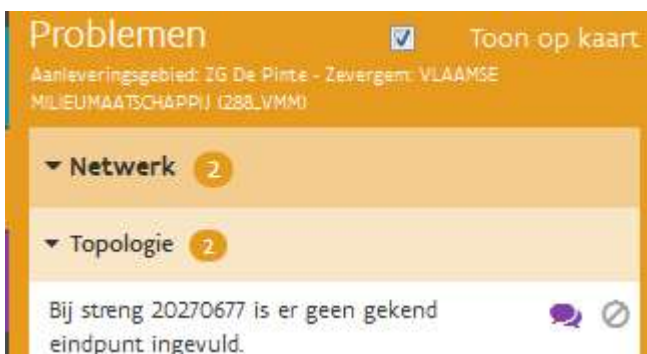 Problemen Toon op kaart
Aanleveringsgebied: ZG De Pinte - Zevergem: VLAAMSE
MILIEUMAATSCHAPPIJ (288_VMM)
Netwerk 2
Topologie 2
Bij streng 20270677 is er geen gekend
eindpunt ingevuld.